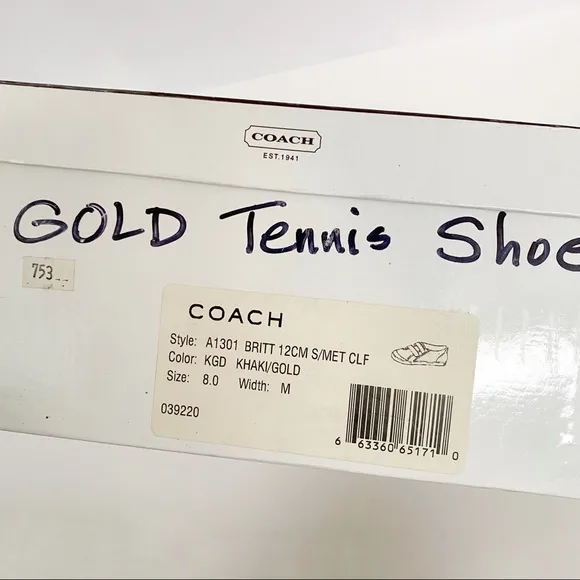 COACH
EST.1941
GOLD Tennis Shoe
753
COACH
Style: A1301 BRITT 12CM S/MET CLF
Color: KGD KHAKI/GOLD
Size: 8.0 Width: M
039220
6 63360 65171 0